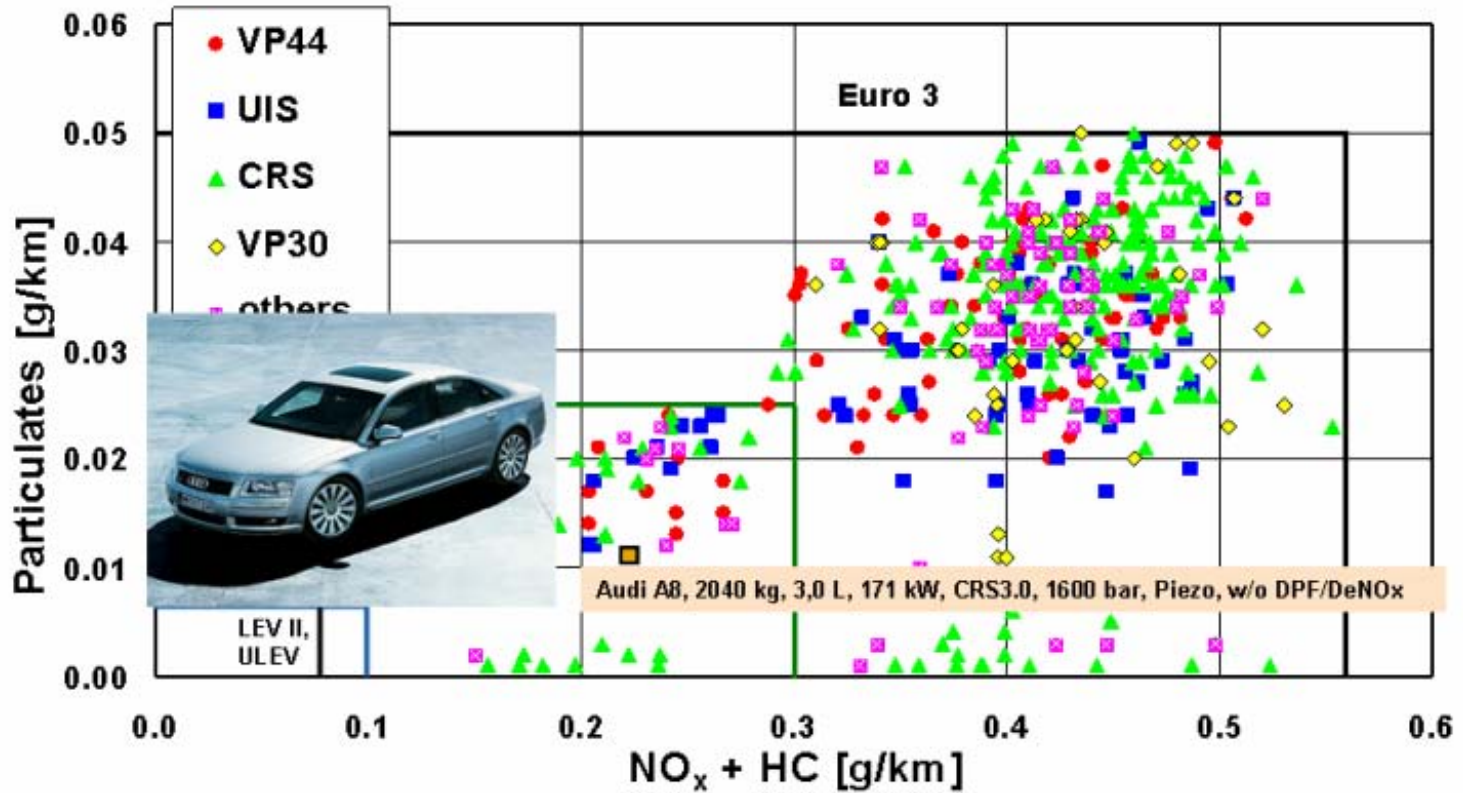 0.06
0.05
0.04
0.03
0.02
0.01
0.00
Particulates [g/km]
VP44
UIS
CRS
VP30
others
Euro 3
Audi A8, 2040 kg, 3,0 L, 171 kW, CRS3.0, 1600 bar, Piezo, w/o DPF/DeNOx
LEV II,
ULEV
0.0 0.1 0.2 0.3 0.4 0.5 0.6
NOx + HC [g/km]